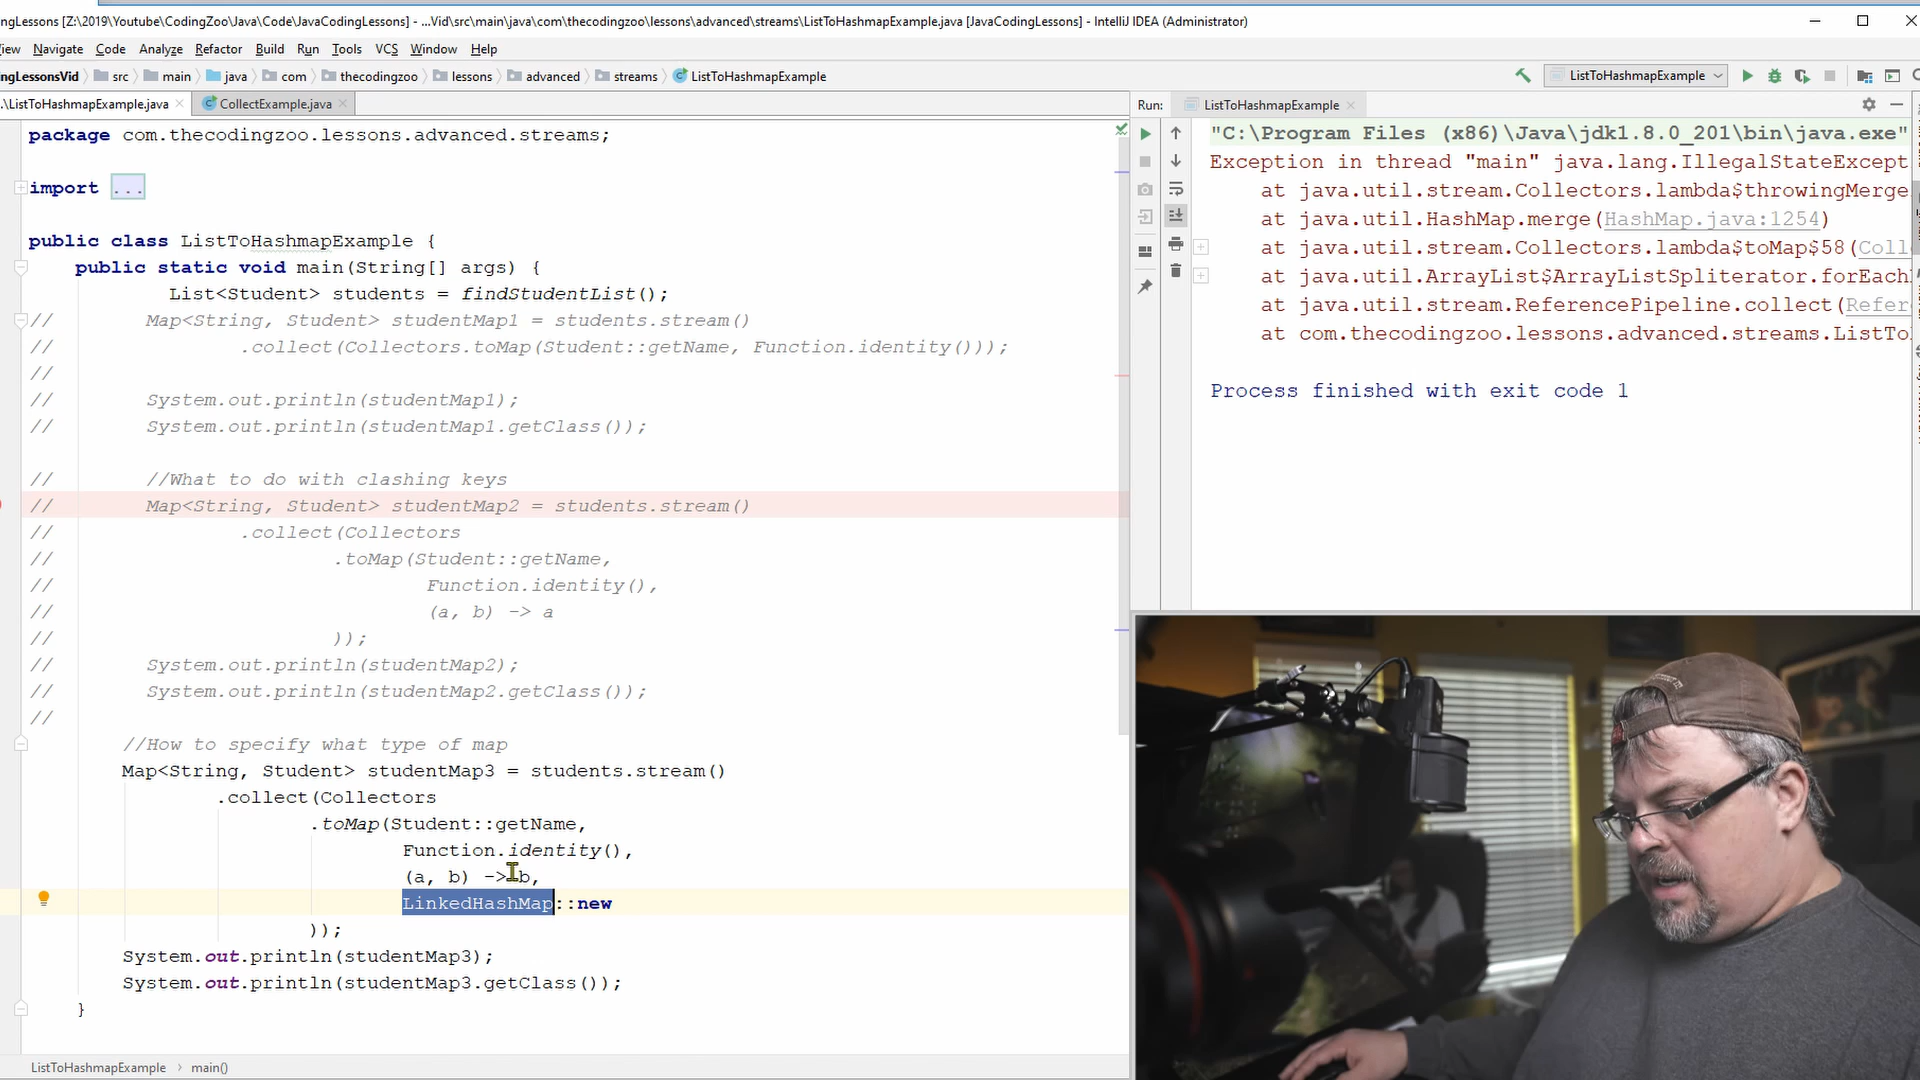 ngLessons [Z:\2019\Youtube\CodingZoo\Java\Code\JavaCodingLessons] - ...Vid\src\main\java\com\thecodingzoo\lessons\advanced\streams\ListToHashmapExample.java [JavaCodingLessons] - IntelliJ IDEA (Administrator)
iew Navigate Code Analyze Refactor Build Run Tools VCS Window Help
ngLessonsVid src main java com thecodingzoo lessons advanced streams ListToHashmapExample
ListToHashmapExample
.\ListToHashmapExample.java CollectExample.java
package com.thecodingzoo.lessons.advanced.streams;
import ...
public class ListToHashmapExample {
public static void main(String[] args) {
List<Student> students = findStudentList();
// Map<String, Student> studentMap1 = students.stream()
// .collect(Collectors.toMap(Student::getName, Function.identity()));
//
// System.out.println(studentMap1);
// System.out.println(studentMap1.getClass());
// //What to do with clashing keys
// Map<String, Student> studentMap2 = students.stream()
// .collect(Collectors
// .toMap(Student::getName,
// Function.identity(),
// (a, b) -> a
// ));
// System.out.println(studentMap2);
// System.out.println(studentMap2.getClass());
//
//How to specify what type of map
Map<String, Student> studentMap3 = students.stream()
.collect(Collectors
.toMap(Student::getName,
Function.identity(),
(a, b) -> b,
LinkedHashMap::new
));
System.out.println(studentMap3);
System.out.println(studentMap3.getClass());
}
ListToHashmapExample > main()
Run: ListToHashmapExample
"C:\Program Files (x86)\Java\jdk1.8.0_201\bin\java.exe"
Exception in thread "main" java.lang.IllegalStateExcept
at java.util.stream.Collectors.lambda$throwingMerge
at java.util.HashMap.merge(HashMap.java:1254)
at java.util.stream.Collectors.lambda$toMap$58(Coll
at java.util.ArrayList$ArrayListSpliterator.forEach
at java.util.stream.ReferencePipeline.collect(Refer
at com.thecodingzoo.lessons.advanced.streams.ListTo
Process finished with exit code 1